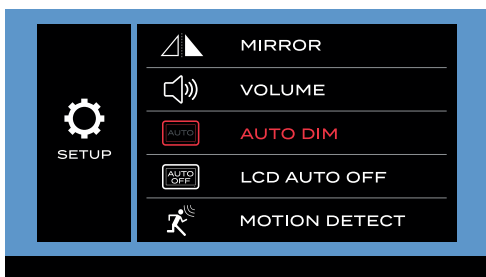 SETUP
MIRROR
VOLUME
AUTO
AUTO DIM
AUTO
OFF
LCD AUTO OFF
MOTION DETECT